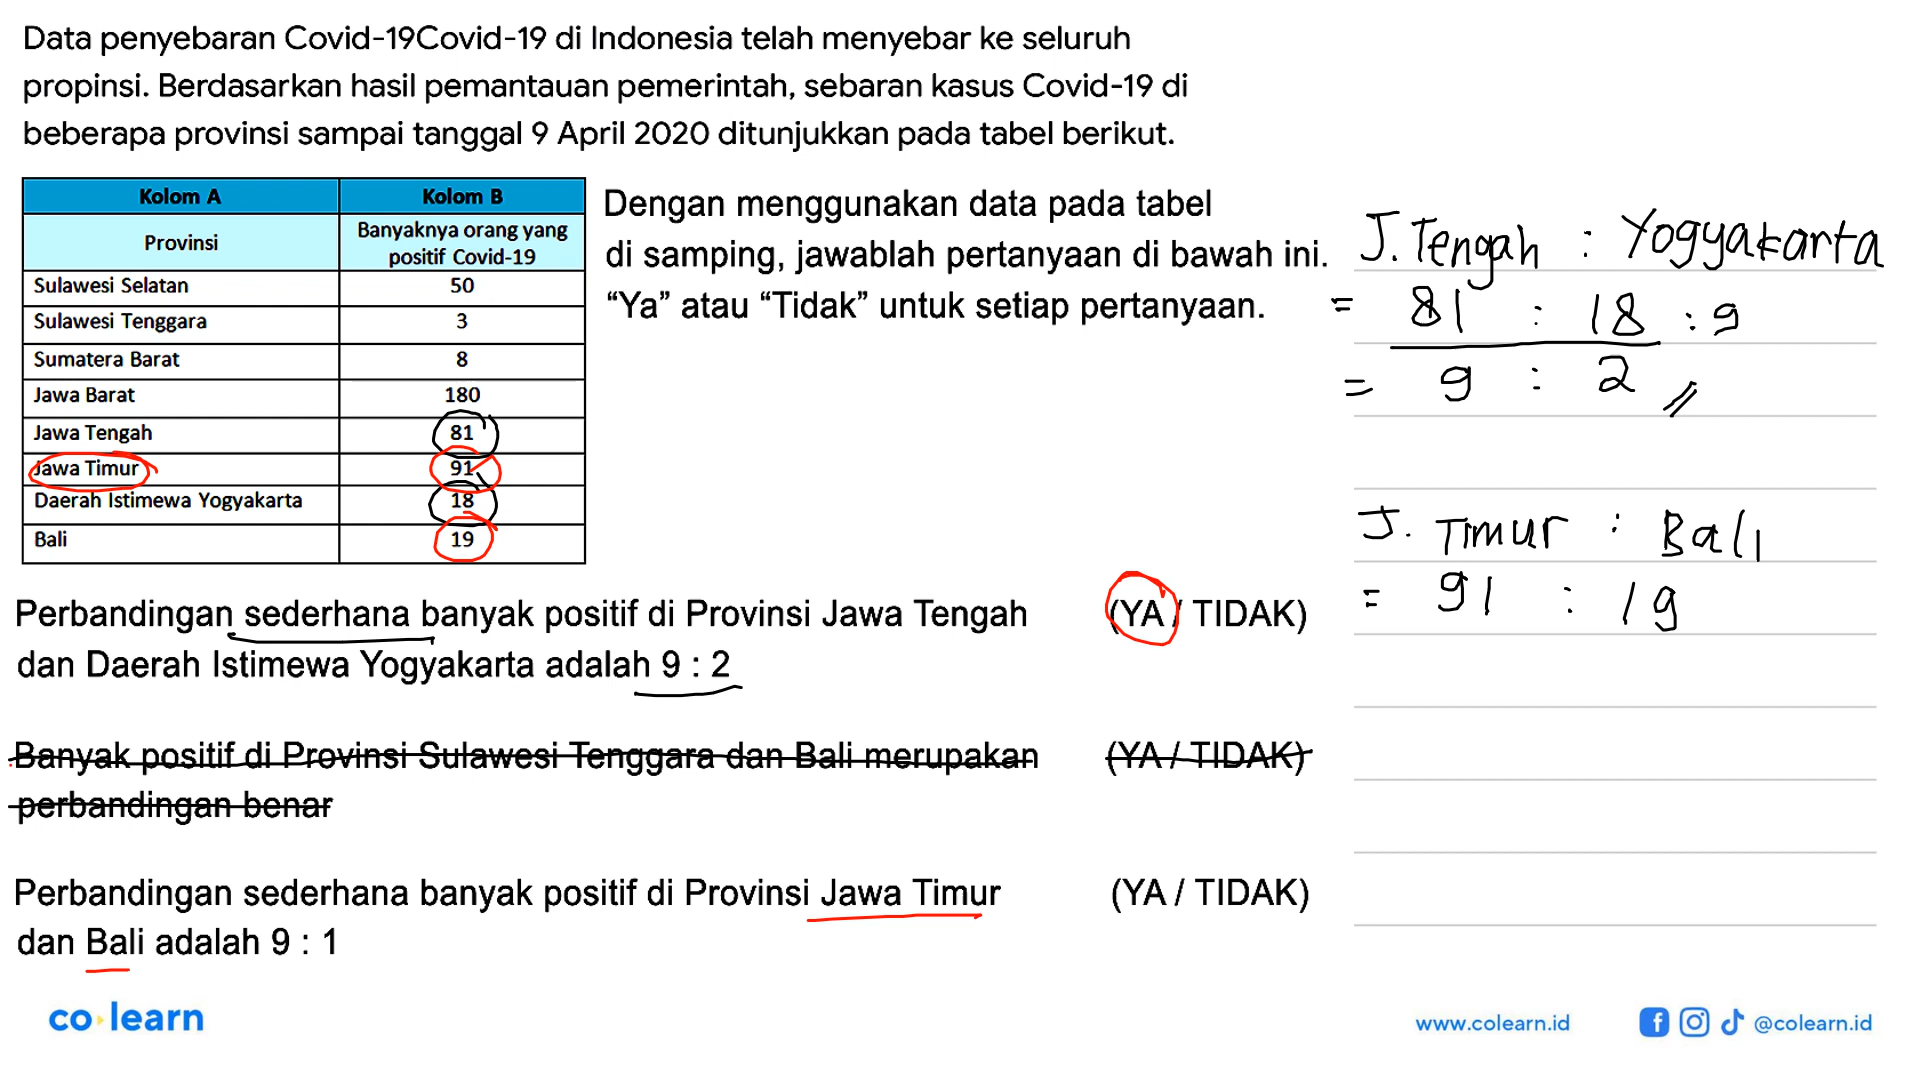 Data penyebaran Covid-19Covid-19 di Indonesia telah menyebar ke seluruh
propinsi. Berdasarkan hasil pemantauan pemerintah, sebaran kasus Covid-19 di
beberapa provinsi sampai tanggal 9 April 2020 ditunjukkan pada tabel berikut.
Kolom A Kolom B
Provinsi Banyaknya orang yang
positif Covid-19
Sulawesi Selatan 50
Sulawesi Tenggara 3
Sumatera Barat 8
Jawa Barat 180
Jawa Tengah 81
Jawa Timur 91
Daerah Istimewa Yogyakarta 18
Bali 19
Dengan menggunakan data pada tabel
di samping, jawablah pertanyaan di bawah ini.
“Ya” atau “Tidak” untuk setiap pertanyaan.
J. Tengah : Yogyakarta
= 81 : 18 : 9
= 9 : 2
J. Timur : Bali
= 91 : 19
Perbandingan sederhana banyak positif di Provinsi Jawa Tengah (YA / TIDAK)
dan Daerah Istimewa Yogyakarta adalah 9 : 2
Banyak positif di Provinsi Sulawesi Tenggara dan Bali merupakan (YA / TIDAK)
perbandingan benar
Perbandingan sederhana banyak positif di Provinsi Jawa Timur (YA / TIDAK)
dan Bali adalah 9 : 1
co learn
www.colearn.id
@colearn.id